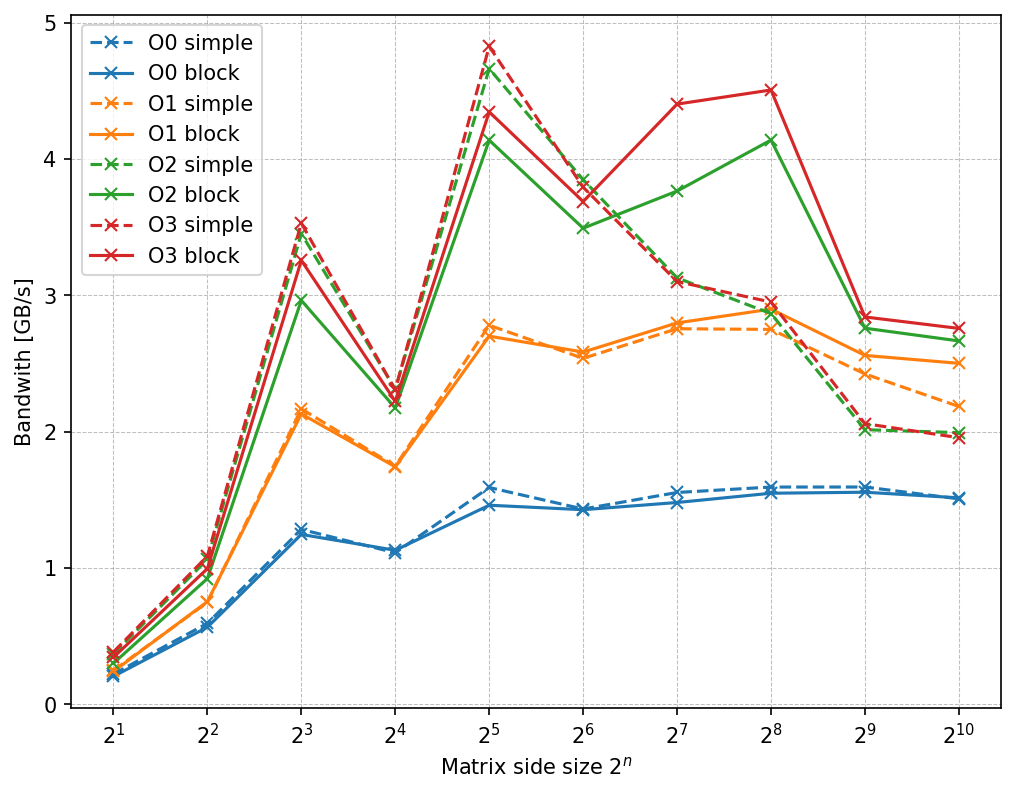 5
4
3
2
1
0
Bandwith [GB/s]
O0 simple
O0 block
O1 simple
O1 block
O2 simple
O2 block
O3 simple
O3 block
2^1 2^2 2^3 2^4 2^5 2^6 2^7 2^8 2^9 2^10
Matrix side size 2^n